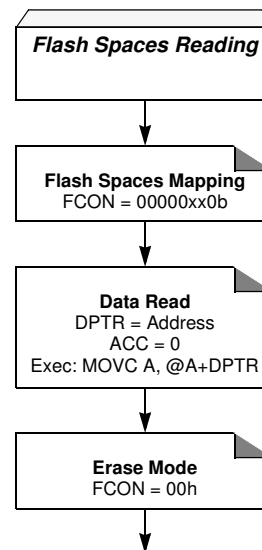 Flash Spaces Reading
Flash Spaces Mapping
FCON = 00000xx0b
Data Read
DPTR = Address
ACC = 0
Exec: MOVC A, @A+DPTR
Erase Mode
FCON = 00h